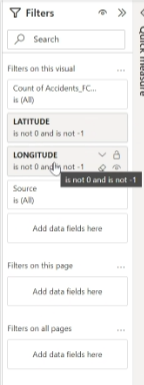 Filters
Search
Filters on this visual
...
Count of Accidents_FC...
is (All)
LATITUDE
is not 0 and is not -1
LONGITUDE
is not 0 and is not -1
is not 0 and is not -1
Source
is (All)
Add data fields here
Filters on this page
...
Add data fields here
Filters on all pages
...
Add data fields here
Quick measure